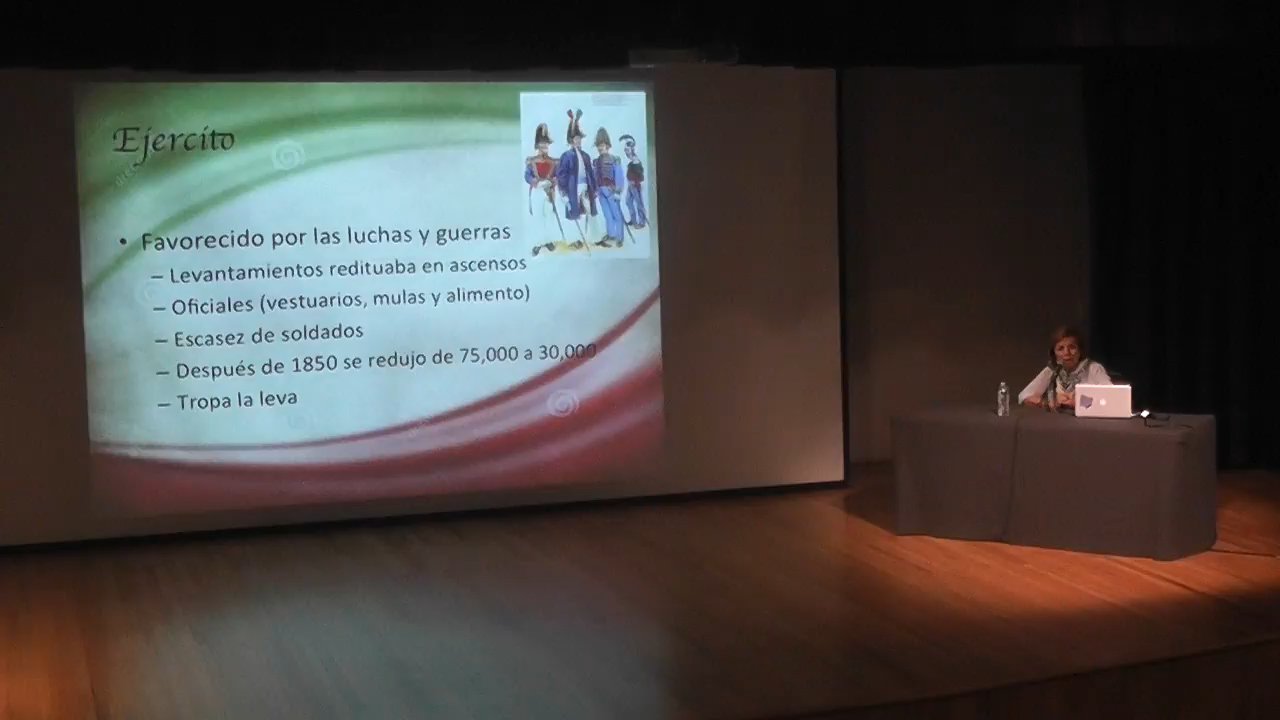 Ejercito
• Favorecido por las luchas y guerras
– Levantamientos redituaba en ascensos
– Oficiales (vestuarios, mulas y alimento)
– Escasez de soldados
– Después de 1850 se redujo de 75,000 a 30,000
– Tropa la leva